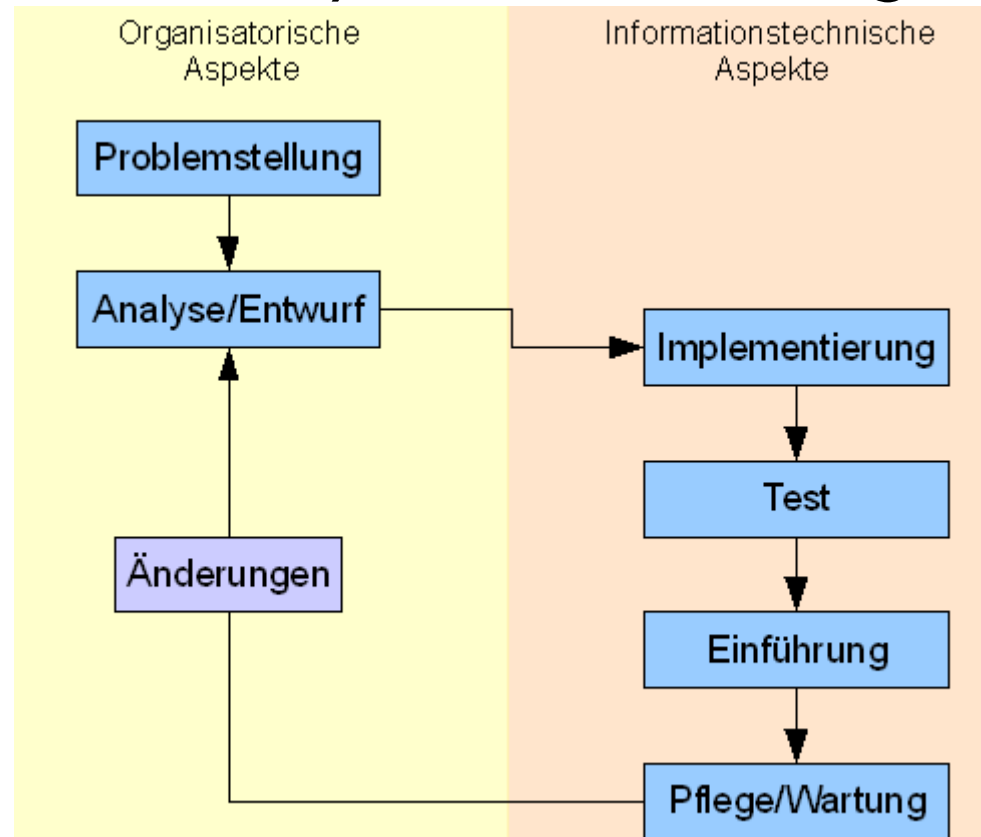 Organisatorische
Aspekte
Informationstechnische
Aspekte
Problemstellung
Analyse/Entwurf
Implementierung
Test
Änderungen
Einführung
Pflege/Wartung